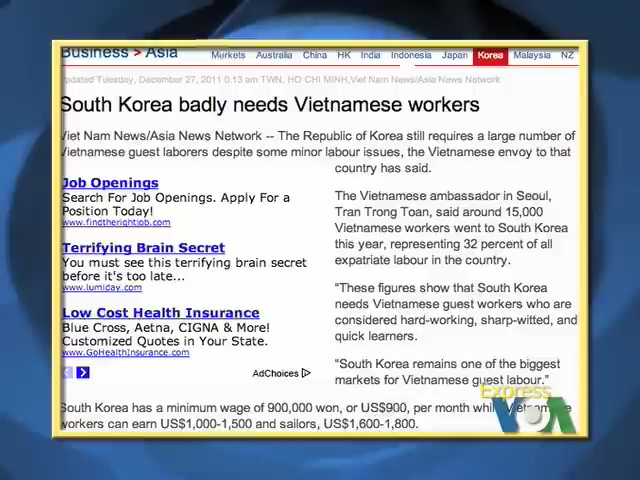 Business > Asia
Markets Australia China HK India Indonesia Japan Korea Malaysia NZ
Updated Tuesday, December 27, 2011 0:13 am TWN, HO CHI MINH,Viet Nam News/Asia News Network
South Korea badly needs Vietnamese workers
Viet Nam News/Asia News Network -- The Republic of Korea still requires a large number of
Vietnamese guest laborers despite some minor labour issues, the Vietnamese envoy to that
country has said.
Job Openings
Search For Job Openings. Apply For a
Position Today!
www.findtherightjob.com
Terrifying Brain Secret
You must see this terrifying brain secret
before it's too late...
www.lumiday.com
Low Cost Health Insurance
Blue Cross, Aetna, CIGNA & More!
Customized Quotes in Your State.
www.GoHealthInsurance.com
AdChoices
The Vietnamese ambassador in Seoul,
Tran Trong Toan, said around 15,000
Vietnamese workers went to South Korea
this year, representing 32 percent of all
expatriate labour in the country.
“These figures show that South Korea
needs Vietnamese guest workers who are
considered hard-working, sharp-witted, and
quick learners.
“South Korea remains one of the biggest
markets for Vietnamese guest labour.”
South Korea has a minimum wage of 900,000 won, or US$900, per month while Vietnamese
workers can earn US$1,000-1,500 and sailors, US$1,600-1,800.
Express
VOA